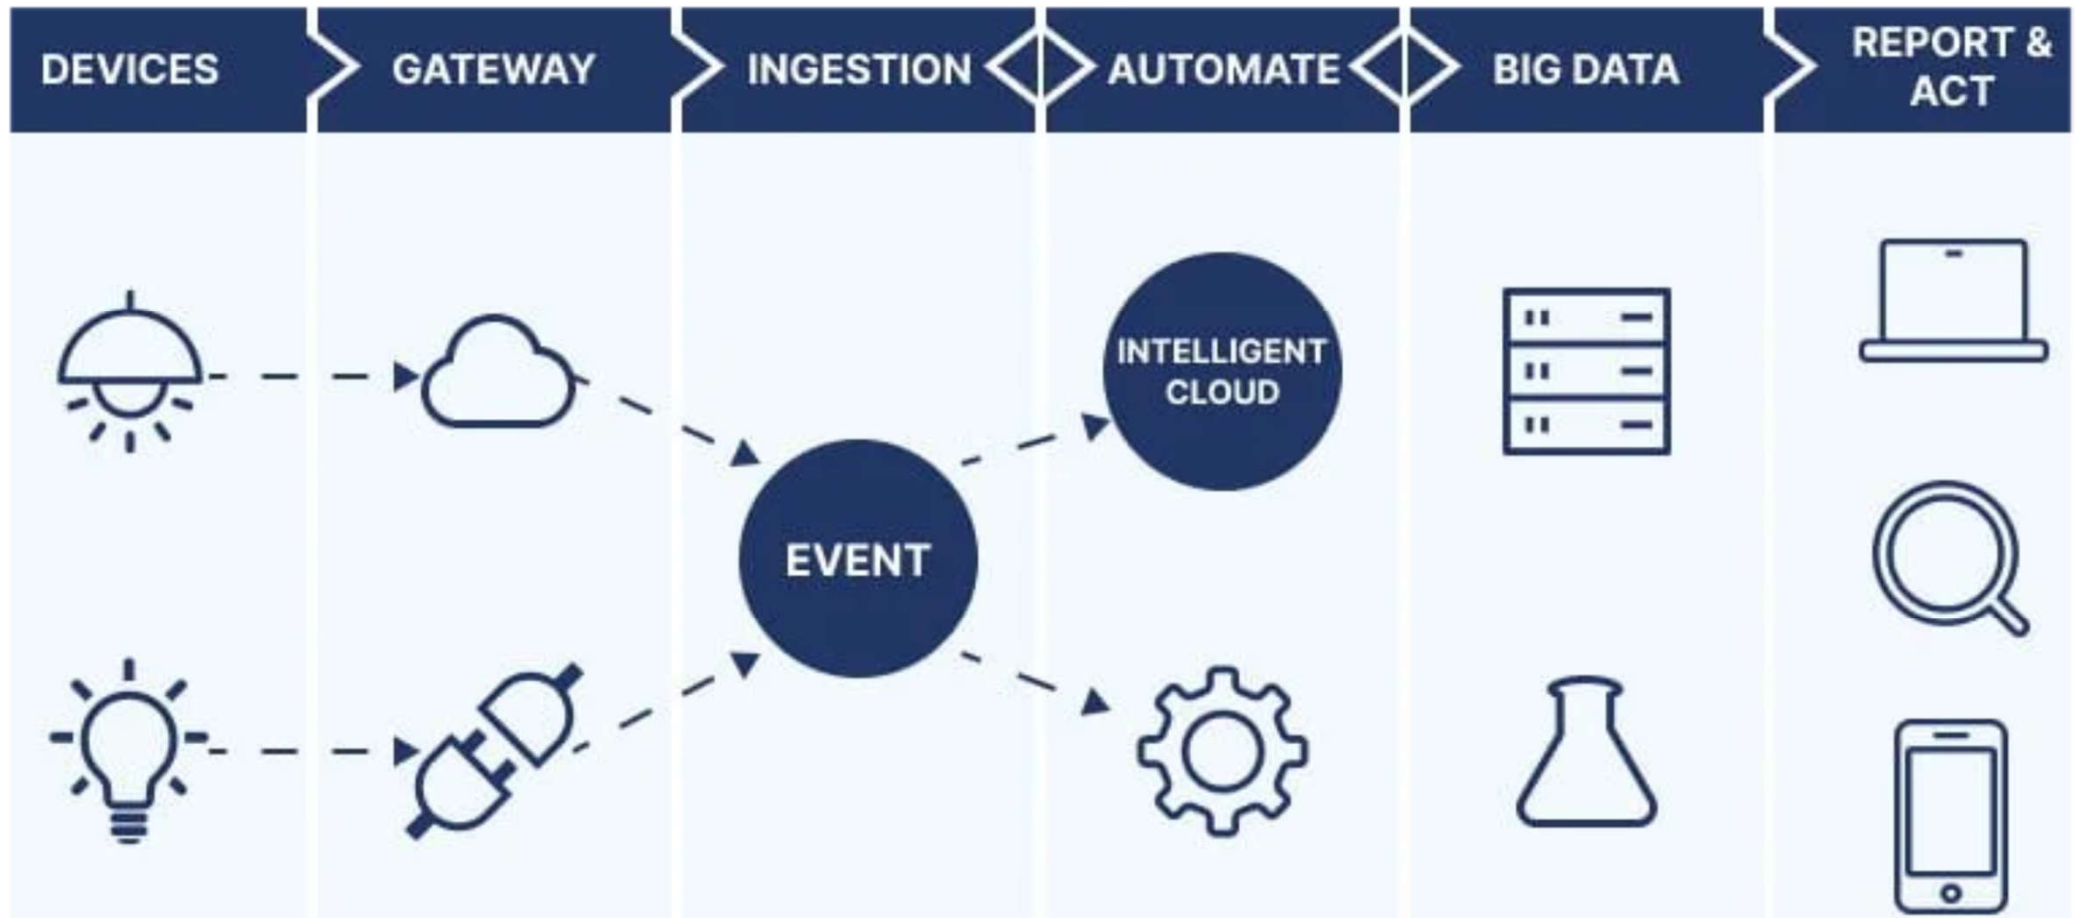 DEVICES
GATEWAY
INGESTION
AUTOMATE
BIG DATA
REPORT &
ACT
INTELLIGENT
CLOUD
EVENT